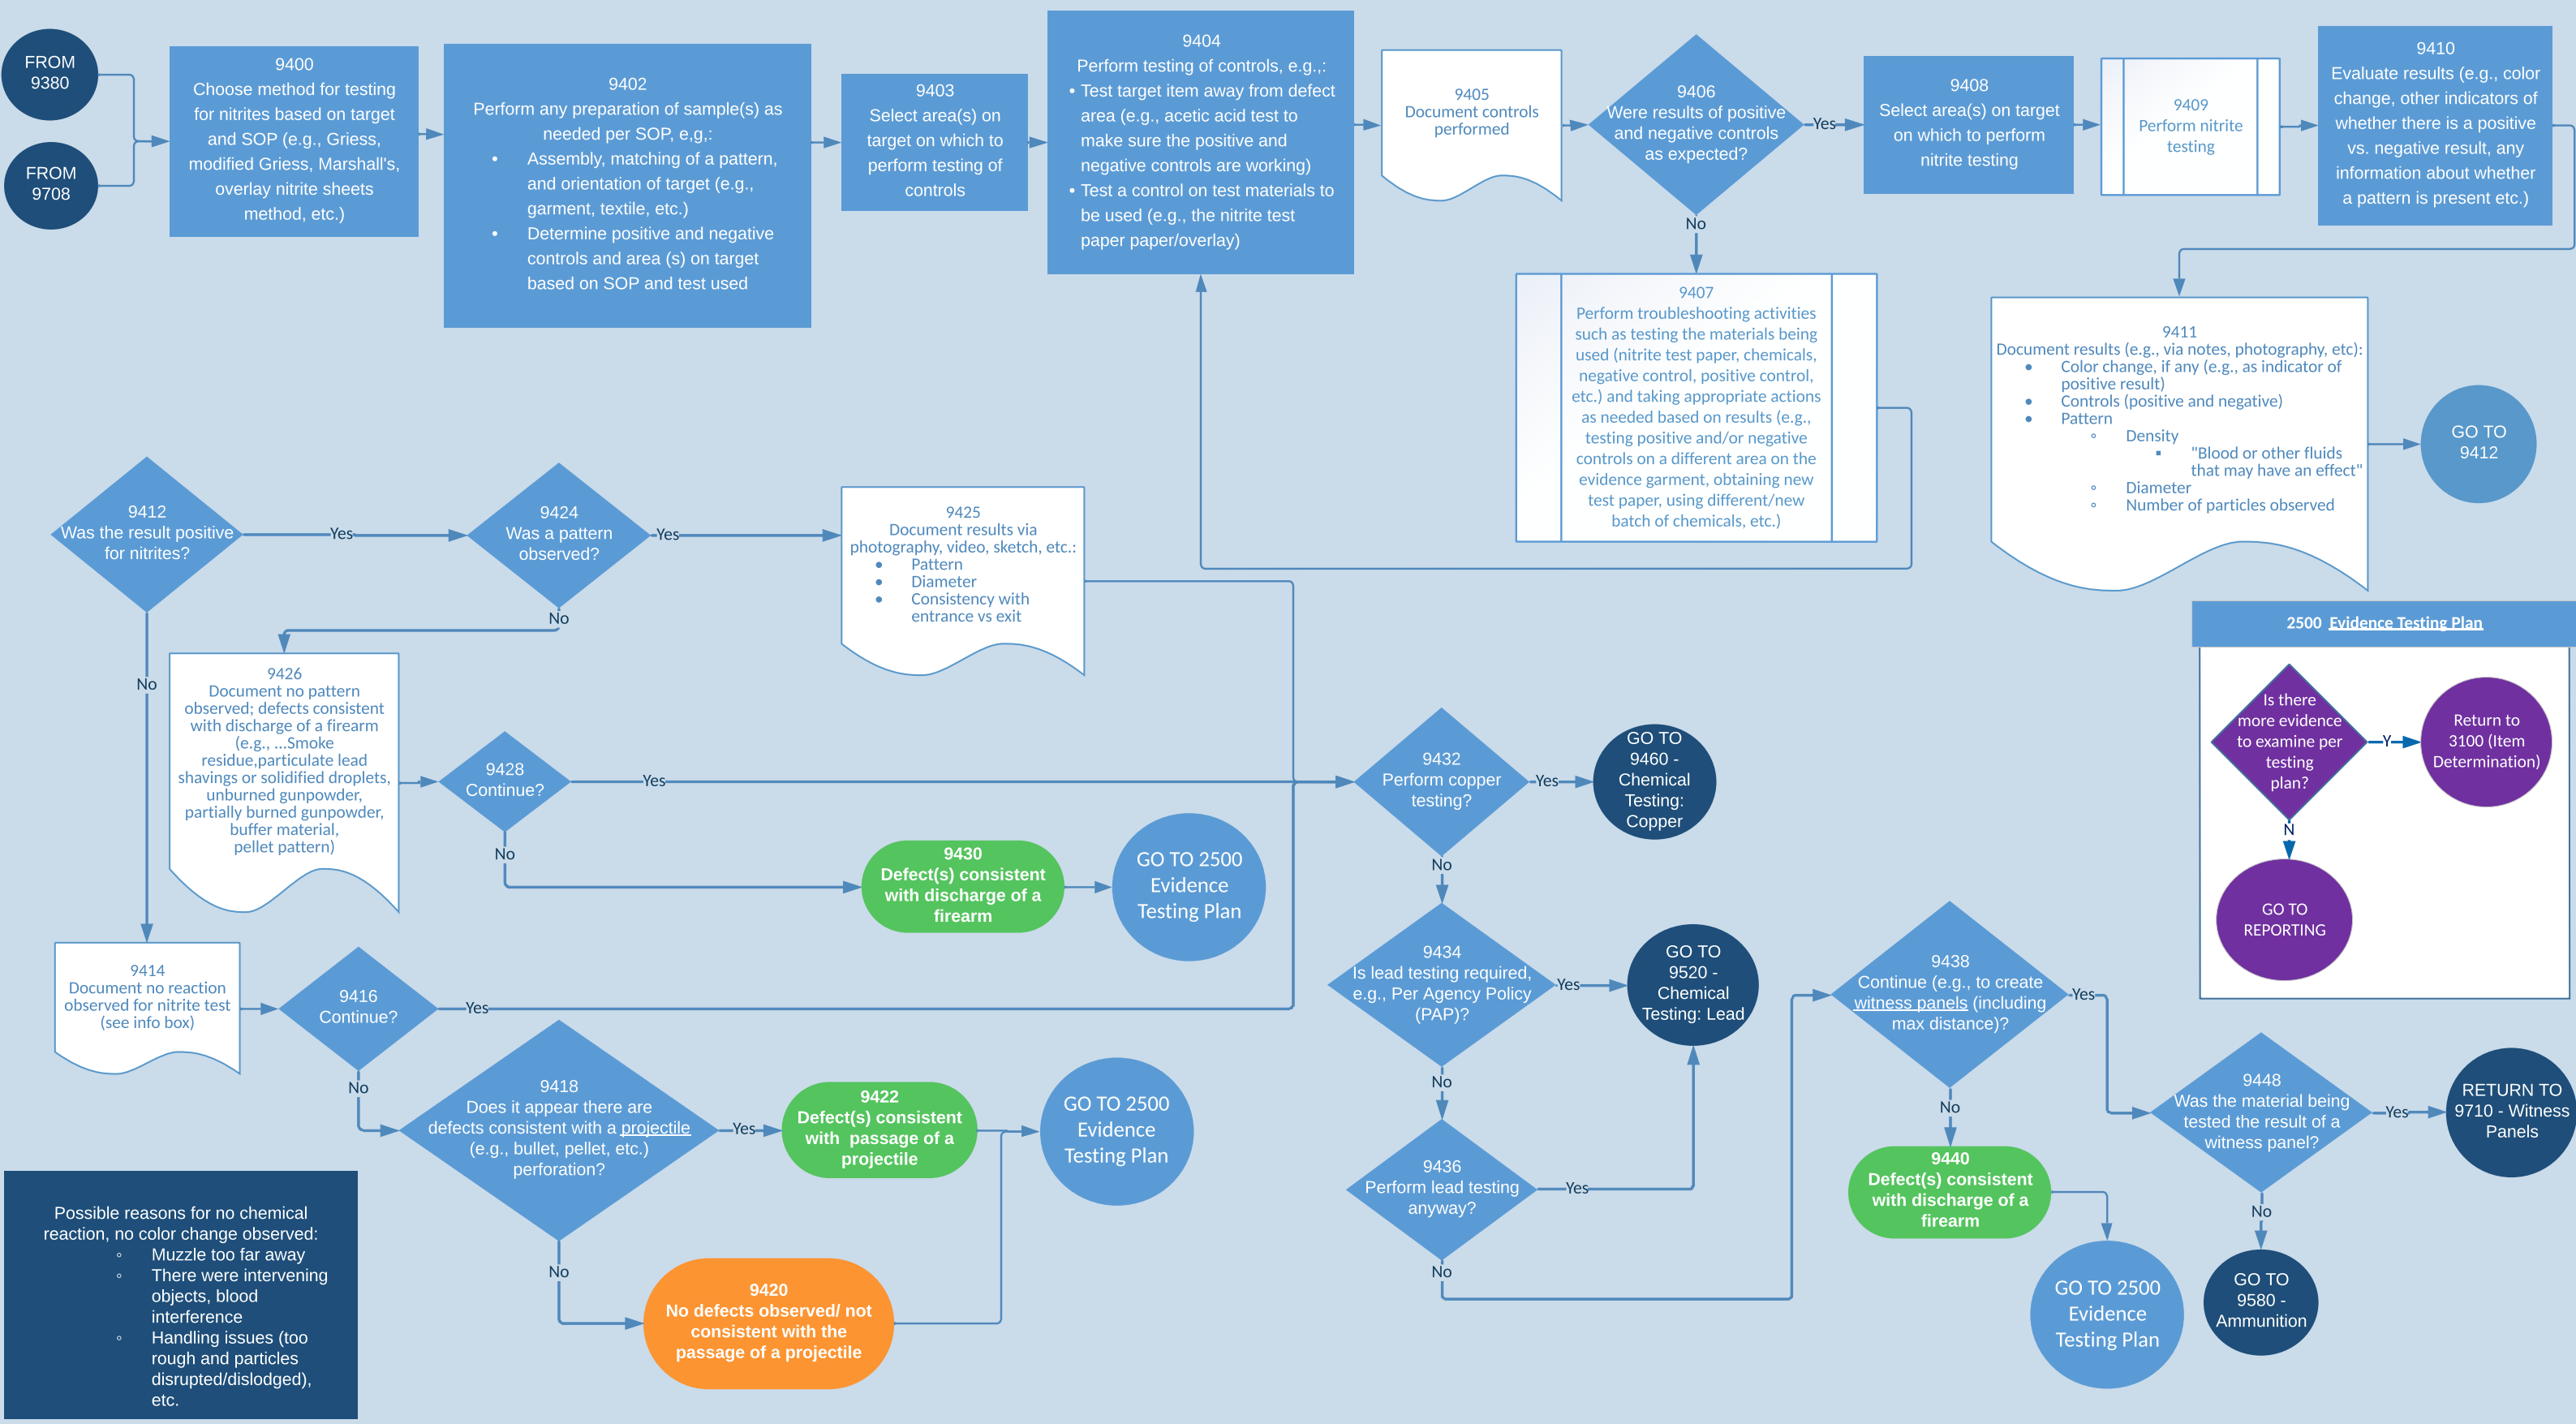 FROM
9380
FROM
9708
9400
Choose method for testing
for nitrites based on target
and SOP (e.g., Griess,
modified Griess, Marshall's,
overlay nitrite sheets
method, etc.)
9402
Perform any preparation of sample(s) as
needed per SOP, e,g,:
• Assembly, matching of a pattern,
and orientation of target (e.g.,
garment, textile, etc.)
• Determine positive and negative
controls and area (s) on target
based on SOP and test used
9403
Select area(s) on
target on which to
perform testing of
controls
9404
Perform testing of controls, e.g.,:
• Test target item away from defect
area (e.g., acetic acid test to
make sure the positive and
negative controls are working)
• Test a control on test materials to
be used (e.g., the nitrite test
paper paper/overlay)
9405
Document controls
performed
9406
Were results of positive
and negative controls
as expected?
Yes
No
9407
Perform troubleshooting activities
such as testing the materials being
used (nitrite test paper, chemicals,
negative control, positive control,
etc.) and taking appropriate actions
as needed based on results (e.g.,
testing positive and/or negative
controls on a different area on the
evidence garment, obtaining new
test paper, using different/new
batch of chemicals, etc.)
9408
Select area(s) on target
on which to perform
nitrite testing
9409
Perform nitrite
testing
9410
Evaluate results (e.g., color
change, other indicators of
whether there is a positive
vs. negative result, any
information about whether
a pattern is present etc.)
9411
Document results (e.g., via notes, photography, etc):
● Color change, if any (e.g., as indicator of
positive result)
● Controls (positive and negative)
● Pattern
○ Density
■ "Blood or other fluids
that may have an effect"
○ Diameter
○ Number of particles observed
GO TO
9412
9412
Was the result positive
for nitrites?
Yes
No
9424
Was a pattern
observed?
Yes
No
9425
Document results via
photography, video, sketch, etc.:
● Pattern
● Diameter
● Consistency with
entrance vs exit
9426
Document no pattern
observed; defects consistent
with discharge of a firearm
(e.g., ...Smoke
residue,particulate lead
shavings or solidified droplets,
unburned gunpowder,
partially burned gunpowder,
buffer material,
pellet pattern)
9428
Continue?
Yes
No
9430
Defect(s) consistent
with discharge of a
firearm
GO TO 2500
Evidence
Testing Plan
9414
Document no reaction
observed for nitrite test
(see info box)
9416
Continue?
Yes
No
9418
Does it appear there are
defects consistent with a projectile
(e.g., bullet, pellet, etc.)
perforation?
Yes
No
9422
Defect(s) consistent
with passage of a
projectile
9420
No defects observed/ not
consistent with the
passage of a projectile
GO TO 2500
Evidence
Testing Plan
Possible reasons for no chemical
reaction, no color change observed:
○ Muzzle too far away
○ There were intervening
objects, blood
interference
○ Handling issues (too
rough and particles
disrupted/dislodged),
etc.
9432
Perform copper
testing?
Yes
No
GO TO
9460 -
Chemical
Testing:
Copper
9434
Is lead testing required,
e.g., Per Agency Policy
(PAP)?
Yes
No
GO TO
9520 -
Chemical
Testing: Lead
9436
Perform lead testing
anyway?
Yes
No
9438
Continue (e.g., to create
witness panels (including
max distance)?
Yes
No
9440
Defect(s) consistent
with discharge of a
firearm
GO TO 2500
Evidence
Testing Plan
9448
Was the material being
tested the result of a
witness panel?
Yes
No
RETURN TO
9710 - Witness
Panels
GO TO
9580 -
Ammunition
2500 Evidence Testing Plan
Is there
more evidence
to examine per
testing
plan?
Y
N
Return to
3100 (Item
Determination)
GO TO
REPORTING